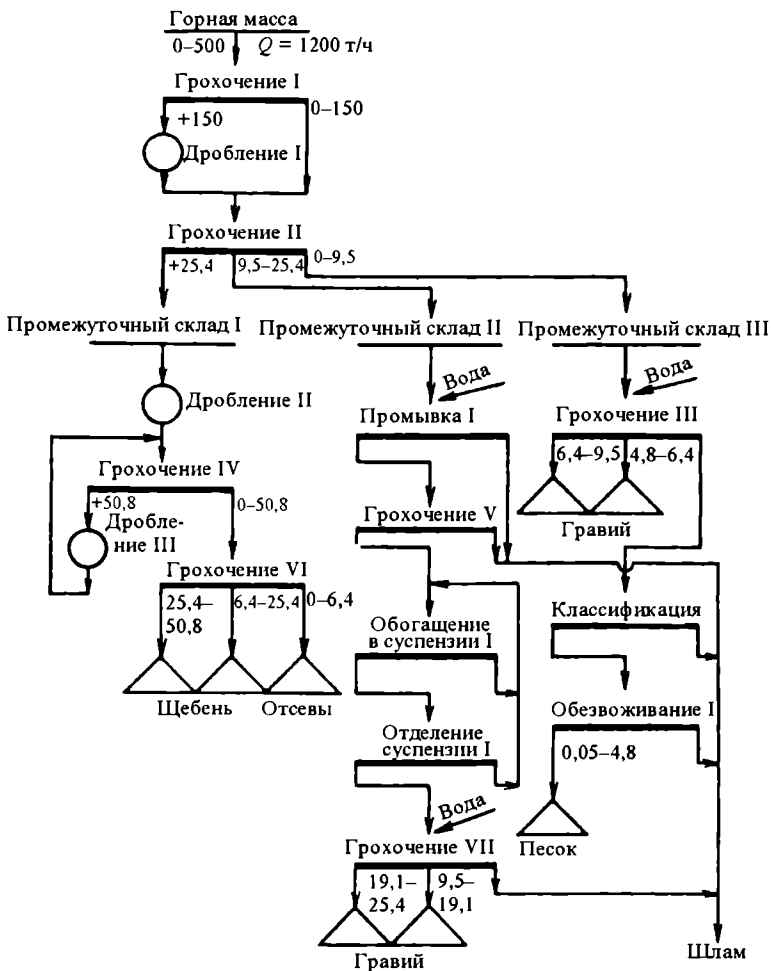 Горная масса
0–500 Q = 1200 т/ч
Грохочение I
+150
0–150
Дробление I
Грохочение II
+25,4
9,5–25,4
0–9,5
Промежуточный склад I
Промежуточный склад II
Промежуточный склад III
Вода
Вода
Дробление II
Промывка I
Грохочение III
6,4–9,5
4,8–6,4
Гравий
Грохочение IV
+50,8
0–50,8
Дробле-
ние III
Грохочение V
Грохочение VI
25,4–
50,8
6,4–25,4
0–6,4
Щебень
Отсевы
Обогащение
в суспензии I
Классификация
Отделение
суспензии I
Обезвоживание I
0,05–4,8
Песок
Вода
Грохочение VII
19,1–
25,4
9,5–
19,1
Гравий
Шлам